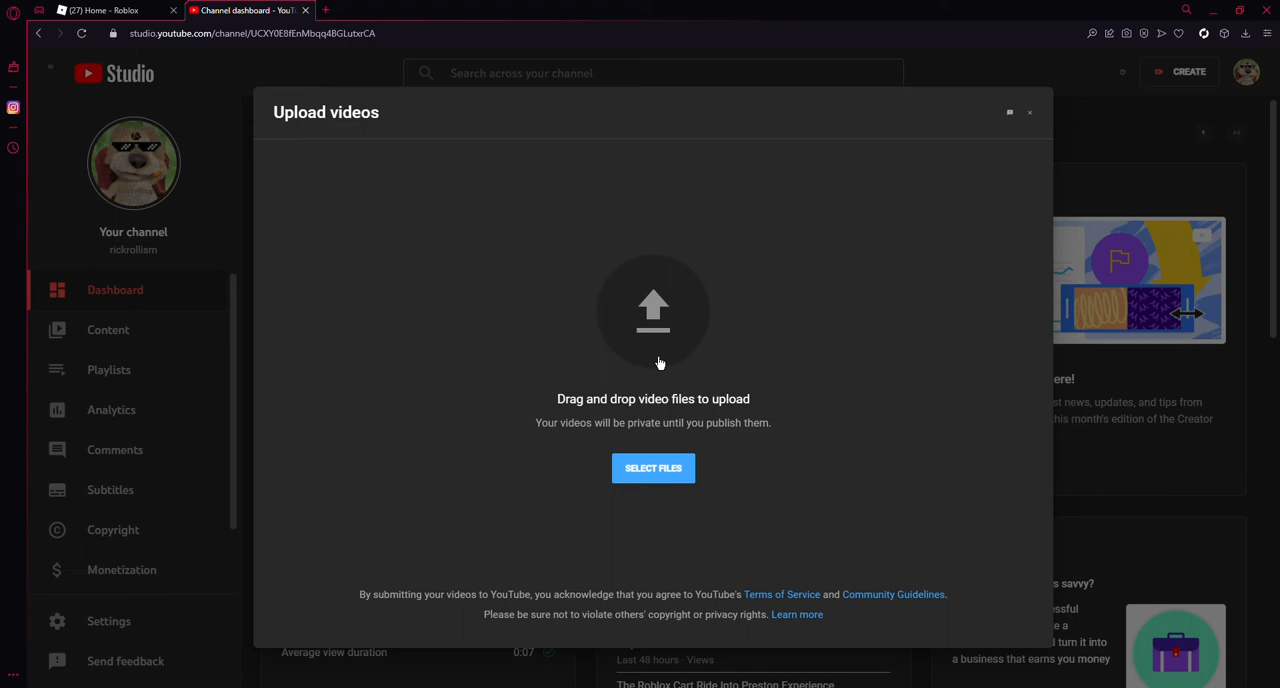 (27) Home - Roblox
Channel dashboard - YouT
studio.youtube.com/channel/UCXY0E8fEnMbqq4BGLutxrCA
Studio
Search across your channel
CREATE
Upload videos
Your channel
rickrollism
Dashboard
Content
Playlists
Analytics
Comments
Subtitles
Copyright
Monetization
Settings
Send feedback
Drag and drop video files to upload
Your videos will be private until you publish them.
SELECT FILES
By submitting your videos to YouTube, you acknowledge that you agree to YouTube's Terms of Service and Community Guidelines.
Please be sure not to violate others' copyright or privacy rights. Learn more
ere!
st news, updates, and tips from
his month's edition of the Creator
s savvy?
ssful
e a
l turn it into
a business that earns you money
Average view duration
0:07
Last 48 hours · Views
The Roblox Cart Ride Into Preston Experience